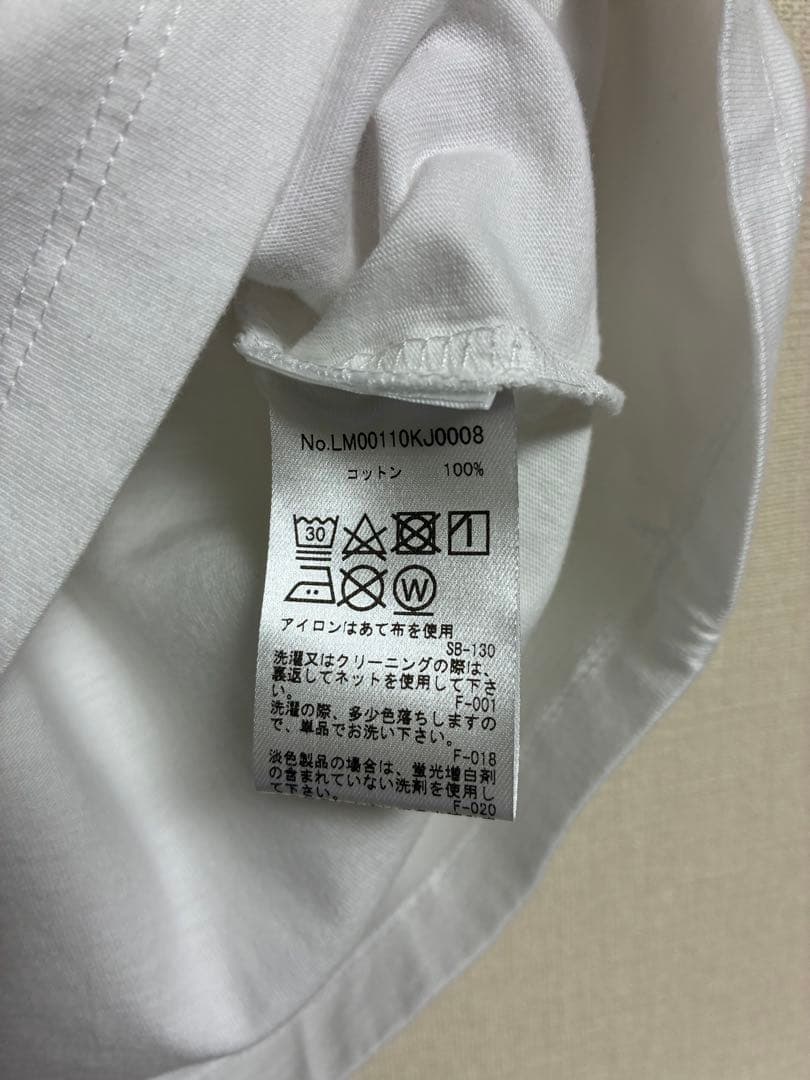 No.LM00110KJ0008
コットン 100%
30
W
アイロンはあて布を使用
SB-130
洗濯又はクリーニングの際は、
裏返してネットを使用して下さ
い。 F-001
洗濯の際、多少色落ちしますの
で、単品でお洗い下さい。
F-018
淡色製品の場合は、蛍光増白剤
の含まれていない洗剤を使用し
て下さい。 F-020